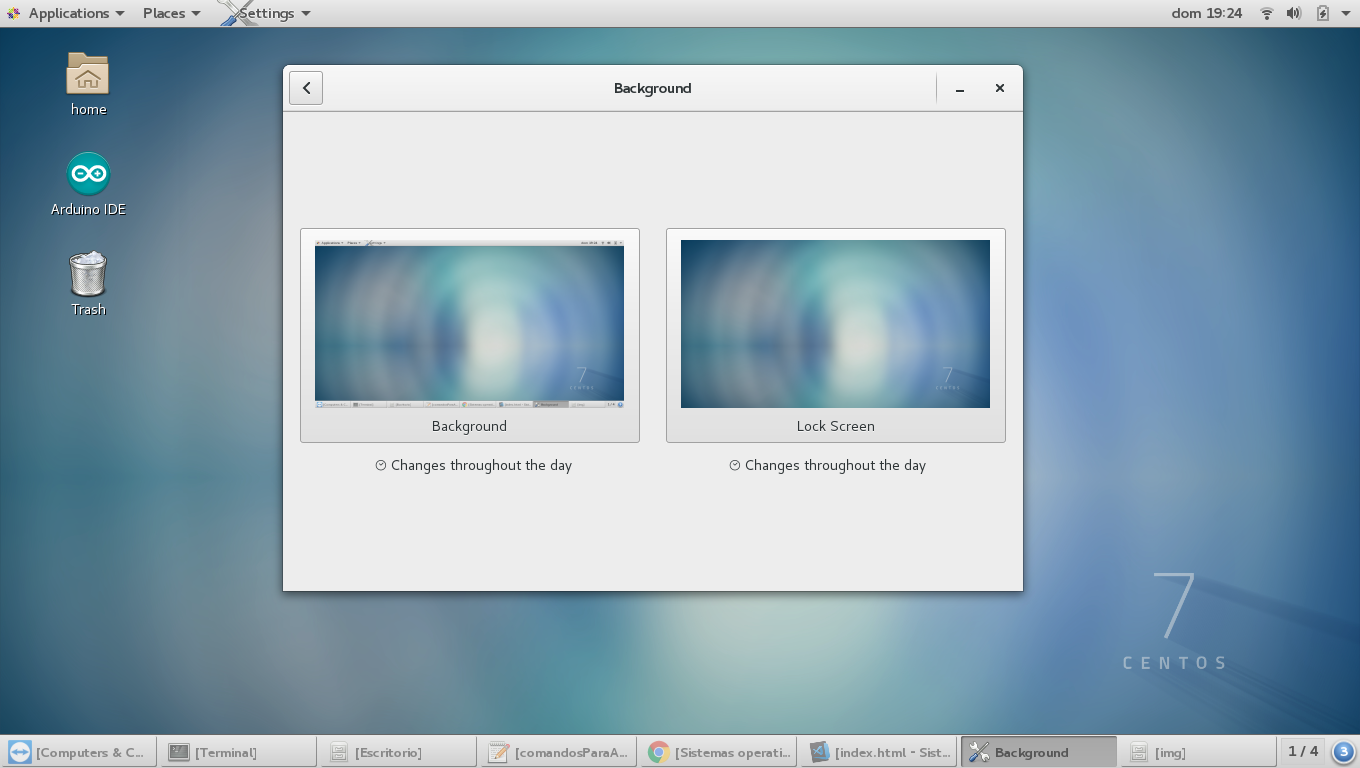 Applications Places Settings dom 19:24
home
Arduino IDE
Trash
Background
Background
Changes throughout the day
Lock Screen
Changes throughout the day
7
CENTOS
[Computers & C... [Terminal] [Escritorio] [comandosParaA... [Sistemas operati... [index.html - Sist... Background [img] 1 / 4 3